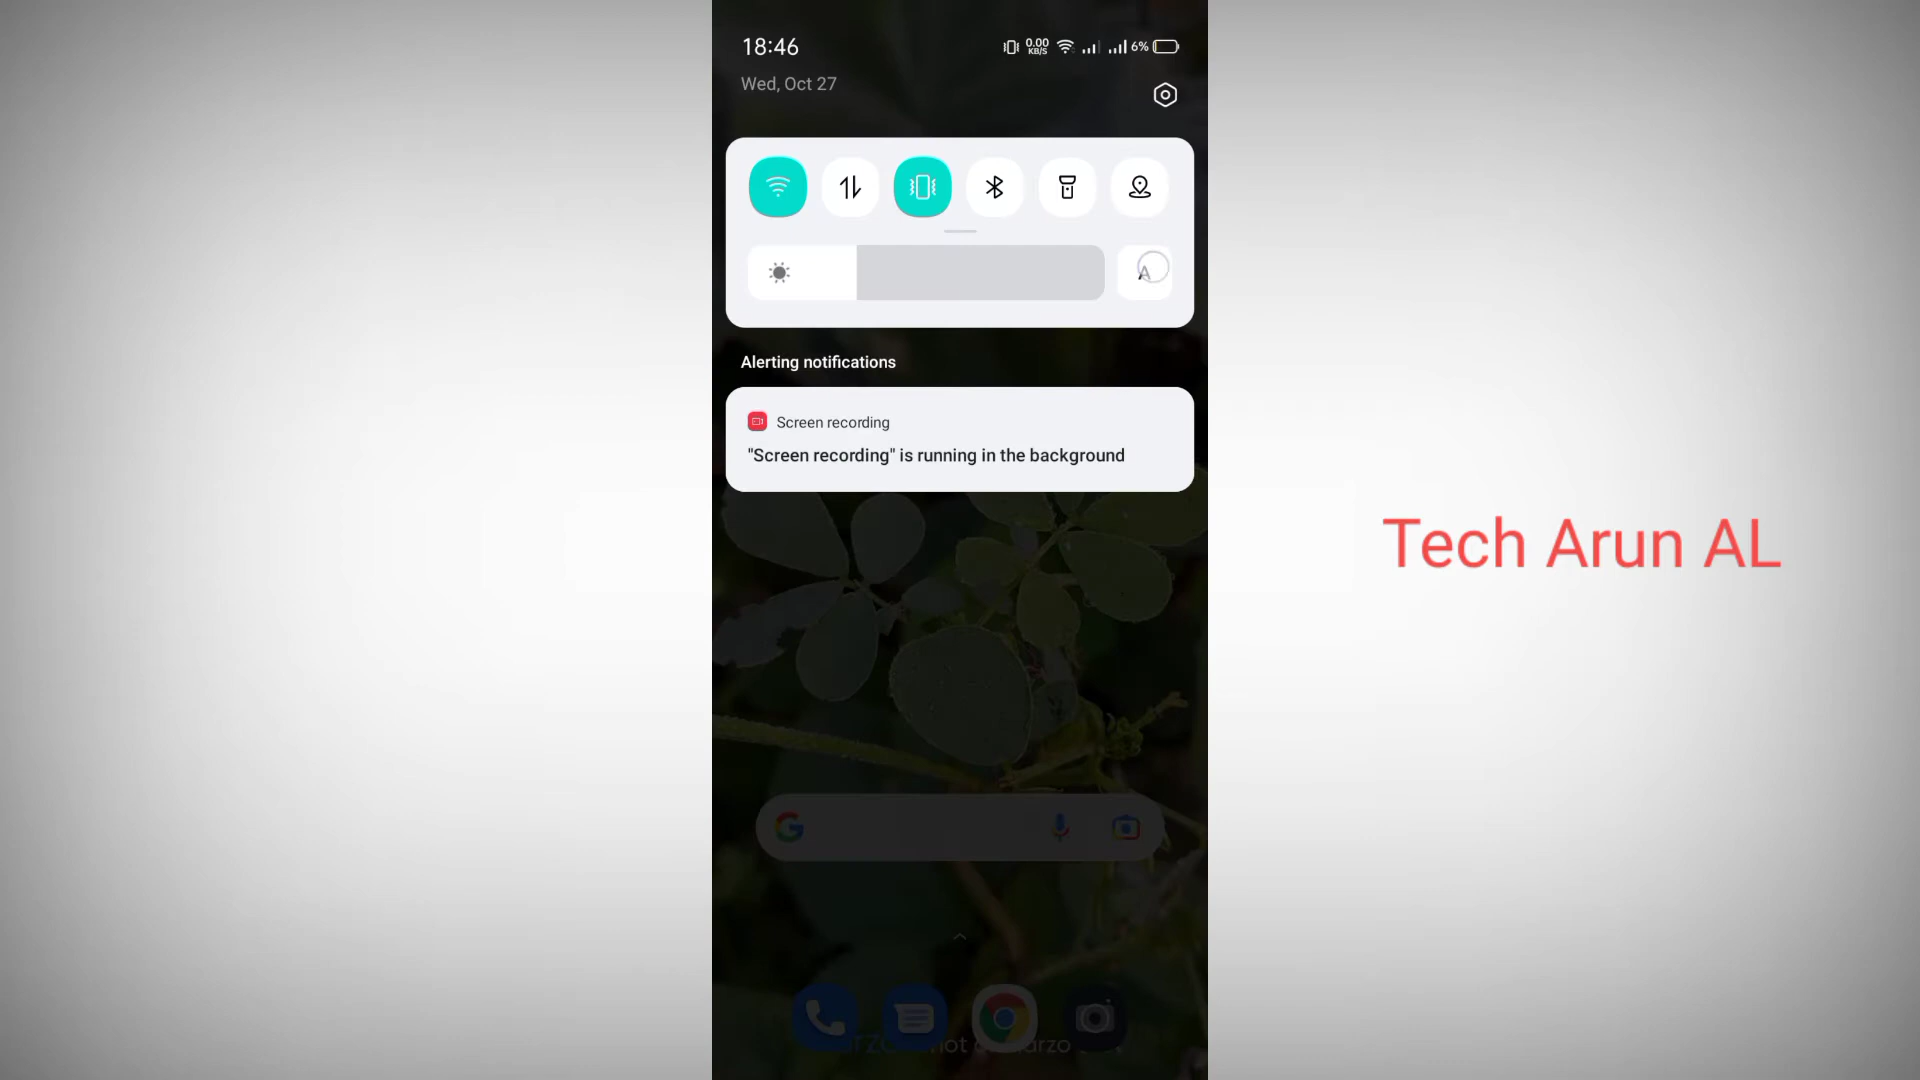 18:46
0.00
KB/S
6%
Wed, Oct 27
A
Alerting notifications
Screen recording
"Screen recording" is running in the background
Tech Arun AL